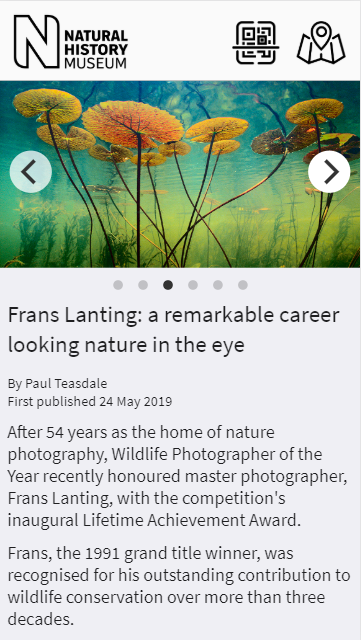 NATURAL
HISTORY
MUSEUM
Frans Lanting: a remarkable career
looking nature in the eye
By Paul Teasdale
First published 24 May 2019
After 54 years as the home of nature
photography, Wildlife Photographer of the
Year recently honoured master photographer,
Frans Lanting, with the competition's
inaugural Lifetime Achievement Award.
Frans, the 1991 grand title winner, was
recognised for his outstanding contribution to
wildlife conservation over more than three
decades.